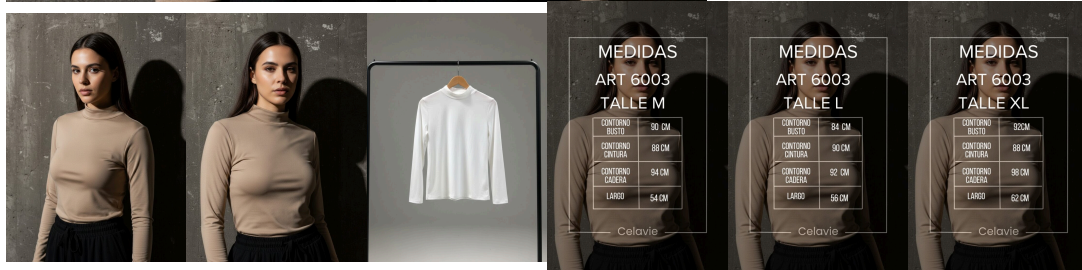 MEDIDAS
ART 6003
TALLE M
CONTORNO BUSTO 90 CM
CONTORNO CINTURA 88 CM
CONTORNO CADERA 94 CM
LARGO 54 CM
Celavie
MEDIDAS
ART 6003
TALLE L
CONTORNO BUSTO 84 CM
CONTORNO CINTURA 90 CM
CONTORNO CADERA 92 CM
LARGO 56 CM
Celavie
MEDIDAS
ART 6003
TALLE XL
CONTORNO BUSTO 92CM
CONTORNO CINTURA 88 CM
CONTORNO CADERA 98 CM
LARGO 62 CM
Celavie